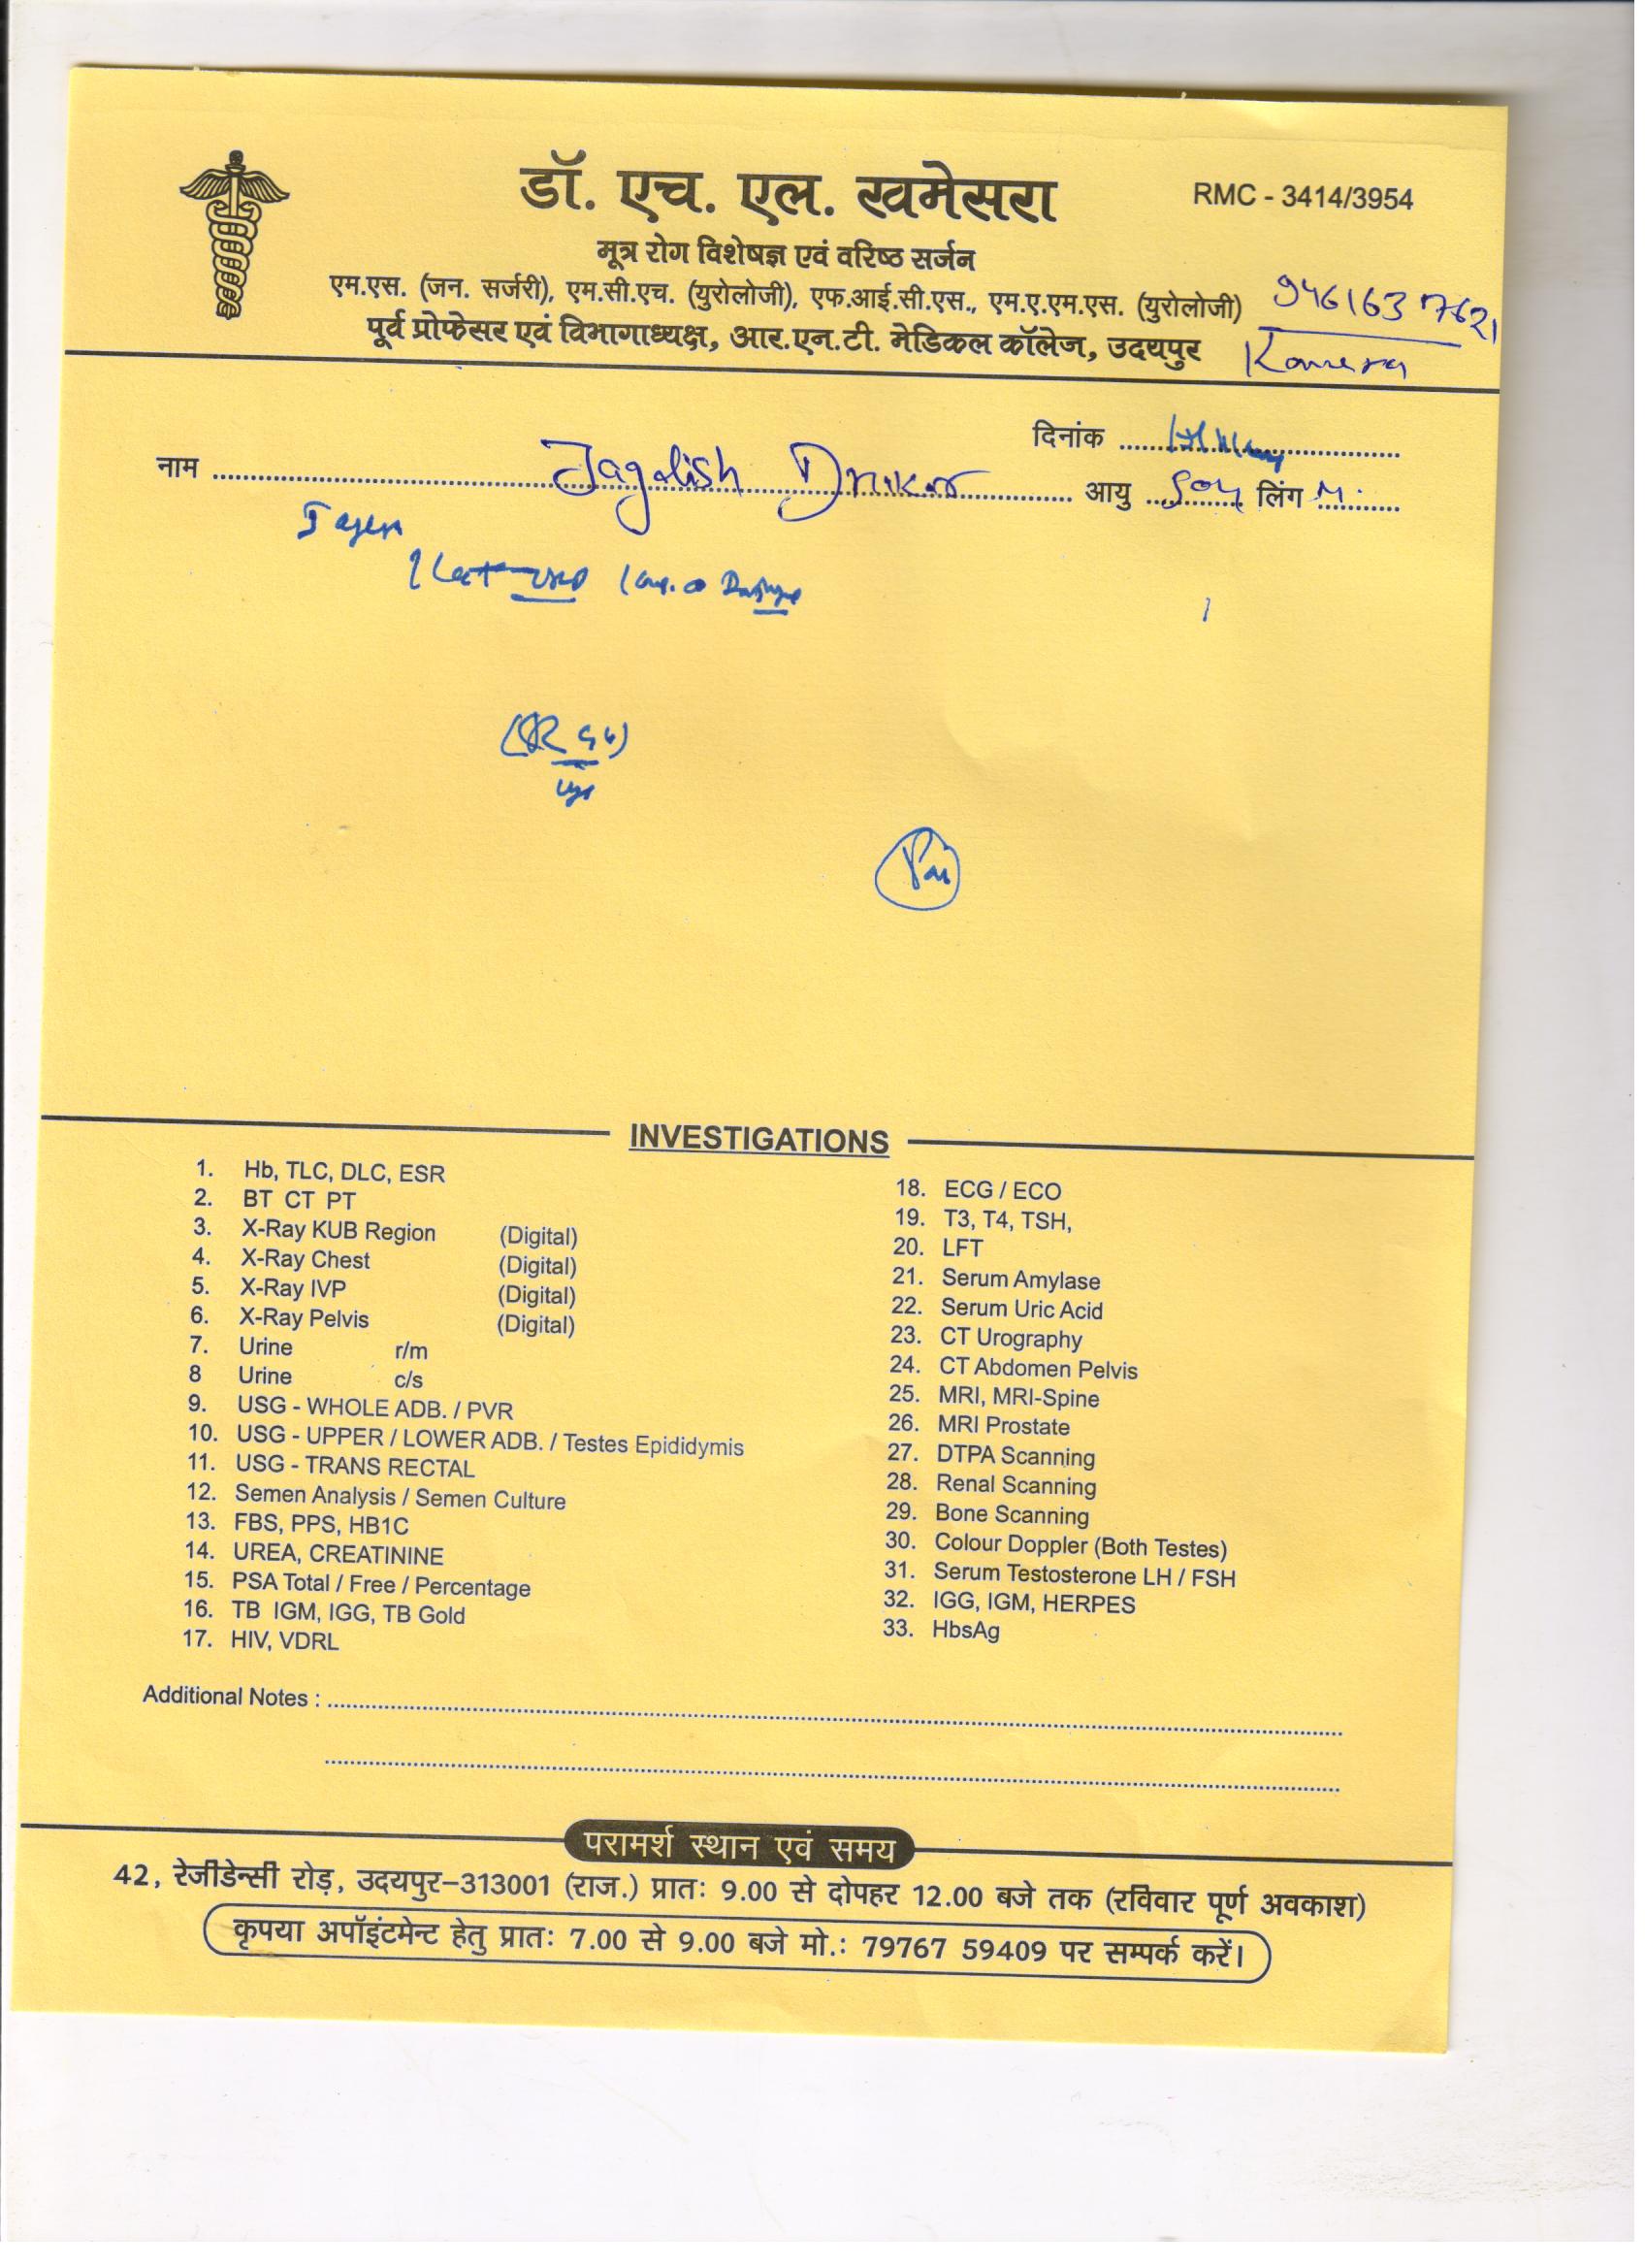 डॉ. एच. एल. खमेसरा
RMC - 3414/3954
मूत्र रोग विशेषज्ञ एवं वरिष्ठ सर्जन
एम.एस. (जन. सर्जरी), एम.सी.एच. (युरोलोजी), एफ.आई.सी.एस., एम.ए.एम.एस. (युरोलोजी)
9461637621
पूर्व प्रोफेसर एवं विभागाध्यक्ष, आर.एन.टी. मेडिकल कॉलेज, उदयपुर
दिनांक
नाम Jagdish आयु लिंग M
INVESTIGATIONS
1. Hb, TLC, DLC, ESR
2. BT CT PT
3. X-Ray KUB Region (Digital)
4. X-Ray Chest (Digital)
5. X-Ray IVP (Digital)
6. X-Ray Pelvis (Digital)
7. Urine r/m
8 Urine c/s
9. USG - WHOLE ADB. / PVR
10. USG - UPPER / LOWER ADB. / Testes Epididymis
11. USG - TRANS RECTAL
12. Semen Analysis / Semen Culture
13. FBS, PPS, HB1C
14. UREA, CREATININE
15. PSA Total / Free / Percentage
16. TB IGM, IGG, TB Gold
17. HIV, VDRL
18. ECG / ECO
19. T3, T4, TSH,
20. LFT
21. Serum Amylase
22. Serum Uric Acid
23. CT Urography
24. CT Abdomen Pelvis
25. MRI, MRI-Spine
26. MRI Prostate
27. DTPA Scanning
28. Renal Scanning
29. Bone Scanning
30. Colour Doppler (Both Testes)
31. Serum Testosterone LH / FSH
32. IGG, IGM, HERPES
33. HbsAg
Additional Notes :
परामर्श स्थान एवं समय
42, रेजीडेन्सी रोड़, उदयपुर–313001 (राज.) प्रातः 9.00 से दोपहर 12.00 बजे तक (रविवार पूर्ण अवकाश)
कृपया अपॉइंटमेन्ट हेतु प्रातः 7.00 से 9.00 बजे मो.: 79767 59409 पर सम्पर्क करें।